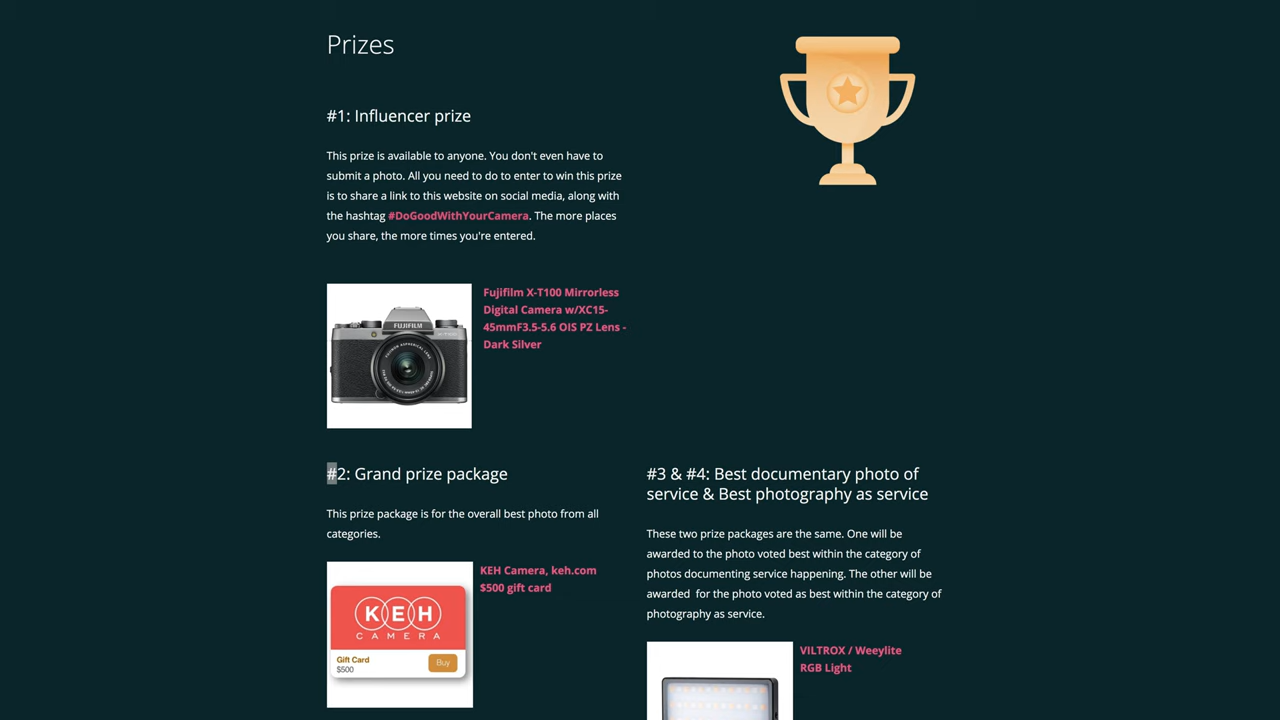 Prizes
#1: Influencer prize
This prize is available to anyone. You don't even have to
submit a photo. All you need to do to enter to win this prize
is to share a link to this website on social media, along with
the hashtag #DoGoodWithYourCamera. The more places
you share, the more times you're entered.
FUJIFILM
Fujifilm X-T100 Mirrorless
Digital Camera w/XC15-
45mmF3.5-5.6 OIS PZ Lens -
Dark Silver
#2: Grand prize package
This prize package is for the overall best photo from all
categories.
KEH
CAMERA
Gift Card
$500
Buy
KEH Camera, keh.com
$500 gift card
#3 & #4: Best documentary photo of
service & Best photography as service
These two prize packages are the same. One will be
awarded to the photo voted best within the category of
photos documenting service happening. The other will be
awarded  for the photo voted as best within the category of
photography as service.
VILTROX / Weeylite
RGB Light